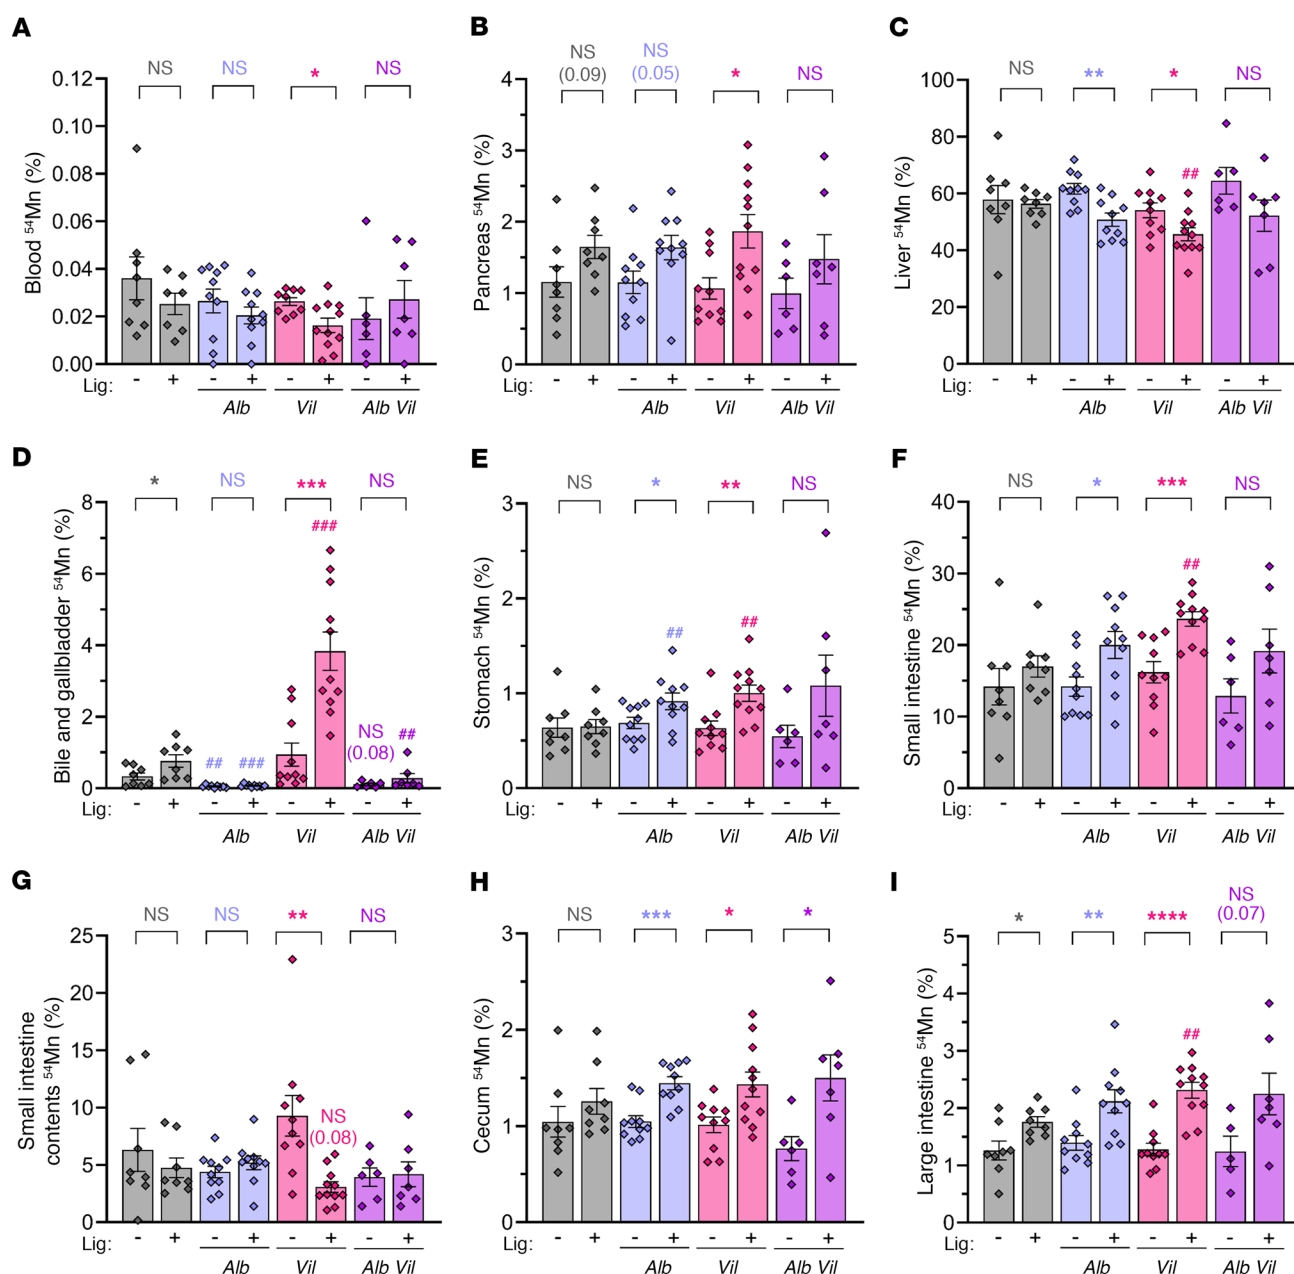 A
NS NS * NS
Blood ⁵⁴Mn (%)
0.12
0.10
0.08
0.06
0.04
0.02
0.00
Lig: - + - + - + - +
Alb Vil Alb Vil
B
NS (0.09) NS (0.05) * NS
Pancreas ⁵⁴Mn (%)
4
3
2
1
0
Lig: - + - + - + - +
Alb Vil Alb Vil
C
NS ** * NS
##
Liver ⁵⁴Mn (%)
100
80
60
40
20
0
Lig: - + - + - + - +
Alb Vil Alb Vil
D
* NS *** NS
###
NS
(0.08)
## ### ##
Bile and gallbladder ⁵⁴Mn (%)
8
6
4
2
0
Lig: - + - + - + - +
Alb Vil Alb Vil
E
NS * ** NS
## ##
Stomach ⁵⁴Mn (%)
3
2
1
0
Lig: - + - + - + - +
Alb Vil Alb Vil
F
NS * *** NS
##
Small intestine ⁵⁴Mn (%)
40
30
20
10
0
Lig: - + - + - + - +
Alb Vil Alb Vil
G
NS NS ** NS
NS
(0.08)
Small intestine
contents ⁵⁴Mn (%)
25
20
15
10
5
0
Lig: - + - + - + - +
Alb Vil Alb Vil
H
NS *** * *
Cecum ⁵⁴Mn (%)
3
2
1
0
Lig: - + - + - + - +
Alb Vil Alb Vil
I
* ** **** NS (0.07)
##
Large intestine ⁵⁴Mn (%)
5
4
3
2
1
0
Lig: - + - + - + - +
Alb Vil Alb Vil